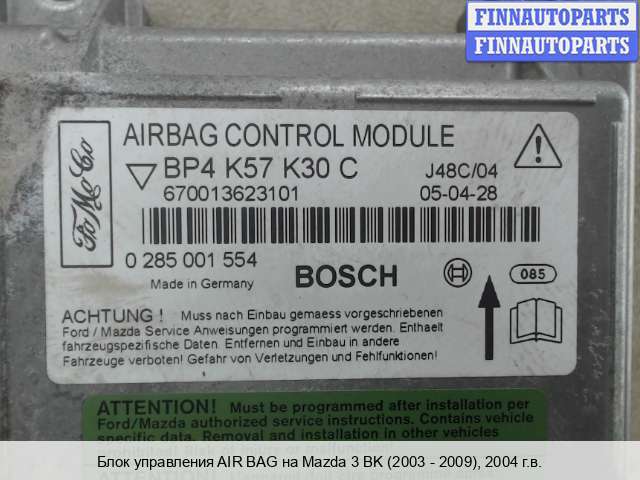 FINNAUTOPARTS
FINNAUTOPARTS
FoMoCo
AIRBAG CONTROL MODULE
BP4 K57 K30 C
J48C/04
670013623101
05-04-28
0 285 001 554
BOSCH
085
Made in Germany
ACHTUNG ! Muss nach Einbau gemaess vorgeschriebenen
Ford / Mazda Service Anweisungen programmiert werden. Enthaelt
fahrzeugspezifische Daten. Entfernen und Einbau in andere
Fahrzeuge verboten! Gefahr von Verletzungen und Fehlfunktionen!
ATTENTION! Must be programmed after installation per
Ford/Mazda authorized service instructions. Contains vehicle
specific data. Removal and installation in other vehicles
Блок управления AIR BAG на Mazda 3 BK (2003 - 2009), 2004 г.в.